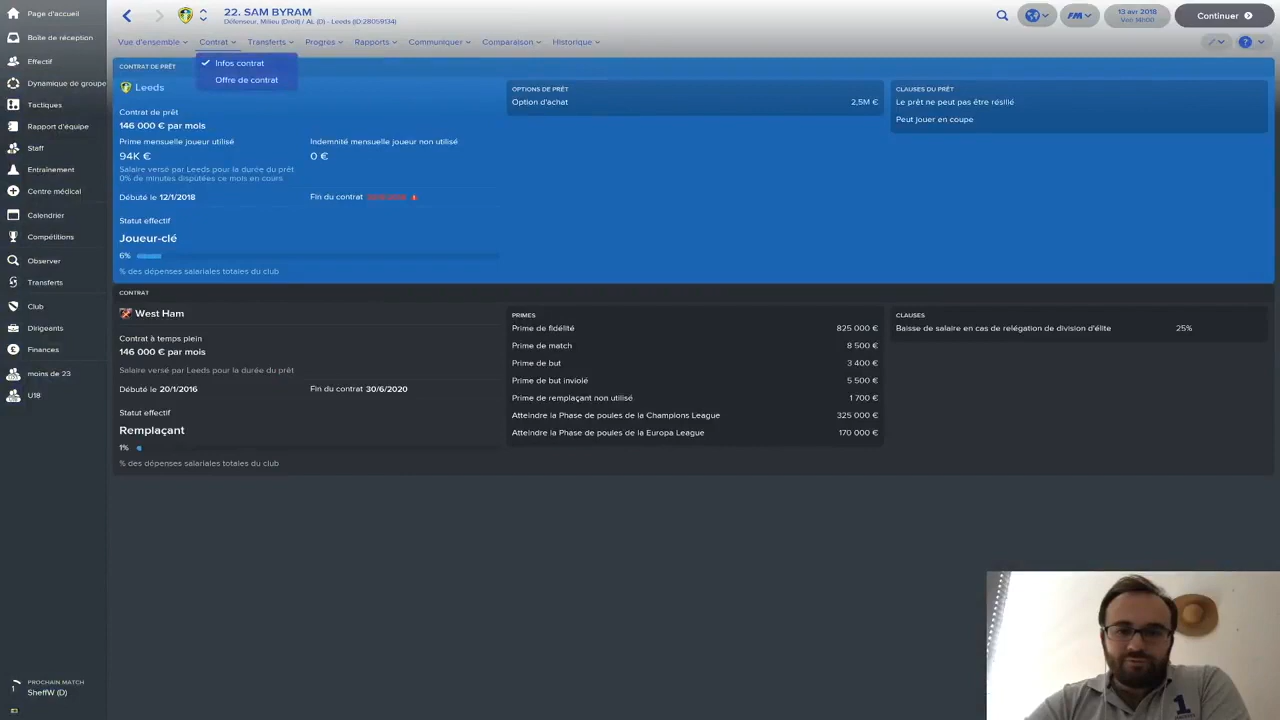 Page d'accueil
Boîte de réception
Effectif
Dynamique de groupe
Tactiques
Rapport d'équipe
Staff
Entraînement
Centre médical
Calendrier
Compétitions
Observer
Transferts
Club
Dirigeants
Finances
moins de 23
U18
PROCHAIN MATCH
SheffW (D)
22. SAM BYRAM
Défenseur, Milieu (Droit) / AL (D) - Leeds (ID:28059134)
13 avr 2018
Ven 14h00
Continuer
Vue d'ensemble
Contrat
Transferts
Progrès
Rapports
Communiquer
Comparaison
Historique
Infos contrat
Offre de contrat
CONTRAT DE PRÊT
Leeds
Contrat de prêt
146 000 € par mois
Prime mensuelle joueur utilisé
Indemnité mensuelle joueur non utilisé
94K €
0 €
Salaire versé par Leeds pour la durée du prêt
0% de minutes disputées ce mois en cours
Débuté le 12/1/2018
Fin du contrat
Statut effectif
Joueur-clé
6%
% des dépenses salariales totales du club
OPTIONS DE PRÊT
Option d'achat 2,5M €
CLAUSES DU PRÊT
Le prêt ne peut pas être résilié
Peut jouer en coupe
CONTRAT
West Ham
Contrat à temps plein
146 000 € par mois
Salaire versé par Leeds pour la durée du prêt
Débuté le 20/1/2016
Fin du contrat 30/6/2020
Statut effectif
Remplaçant
1%
% des dépenses salariales totales du club
PRIMES
Prime de fidélité 825 000 €
Prime de match 8 500 €
Prime de but 3 400 €
Prime de but inviolé 5 500 €
Prime de remplaçant non utilisé 1 700 €
Atteindre la Phase de poules de la Champions League 325 000 €
Atteindre la Phase de poules de la Europa League 170 000 €
CLAUSES
Baisse de salaire en cas de relégation de division d'élite 25%